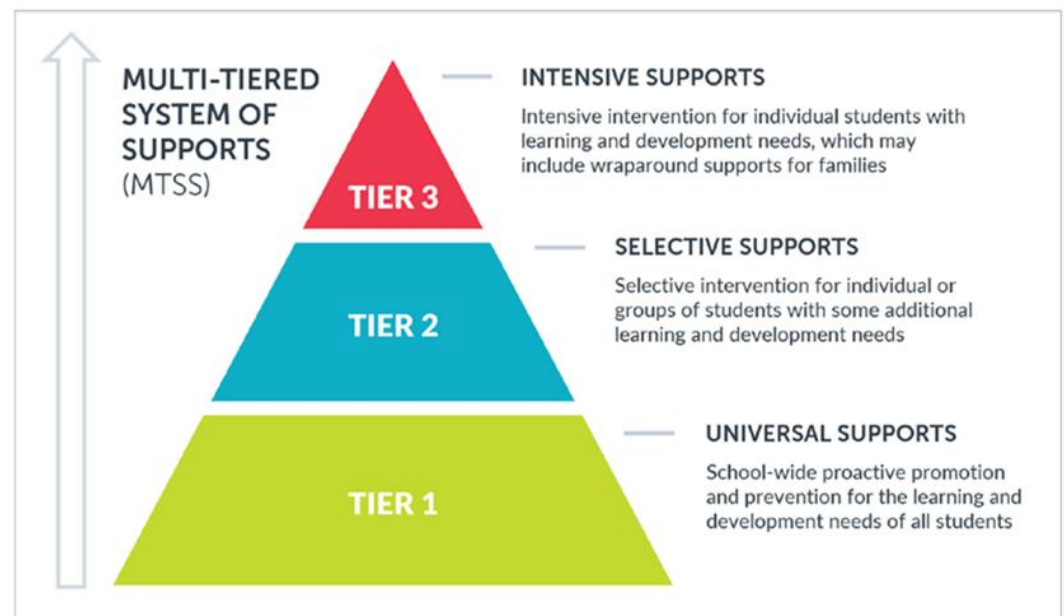 MULTI-TIERED
SYSTEM OF
SUPPORTS
(MTSS)
TIER 3
INTENSIVE SUPPORTS
Intensive intervention for individual students with
learning and development needs, which may
include wraparound supports for families
TIER 2
SELECTIVE SUPPORTS
Selective intervention for individual or
groups of students with some additional
learning and development needs
TIER 1
UNIVERSAL SUPPORTS
School-wide proactive promotion
and prevention for the learning and
development needs of all students